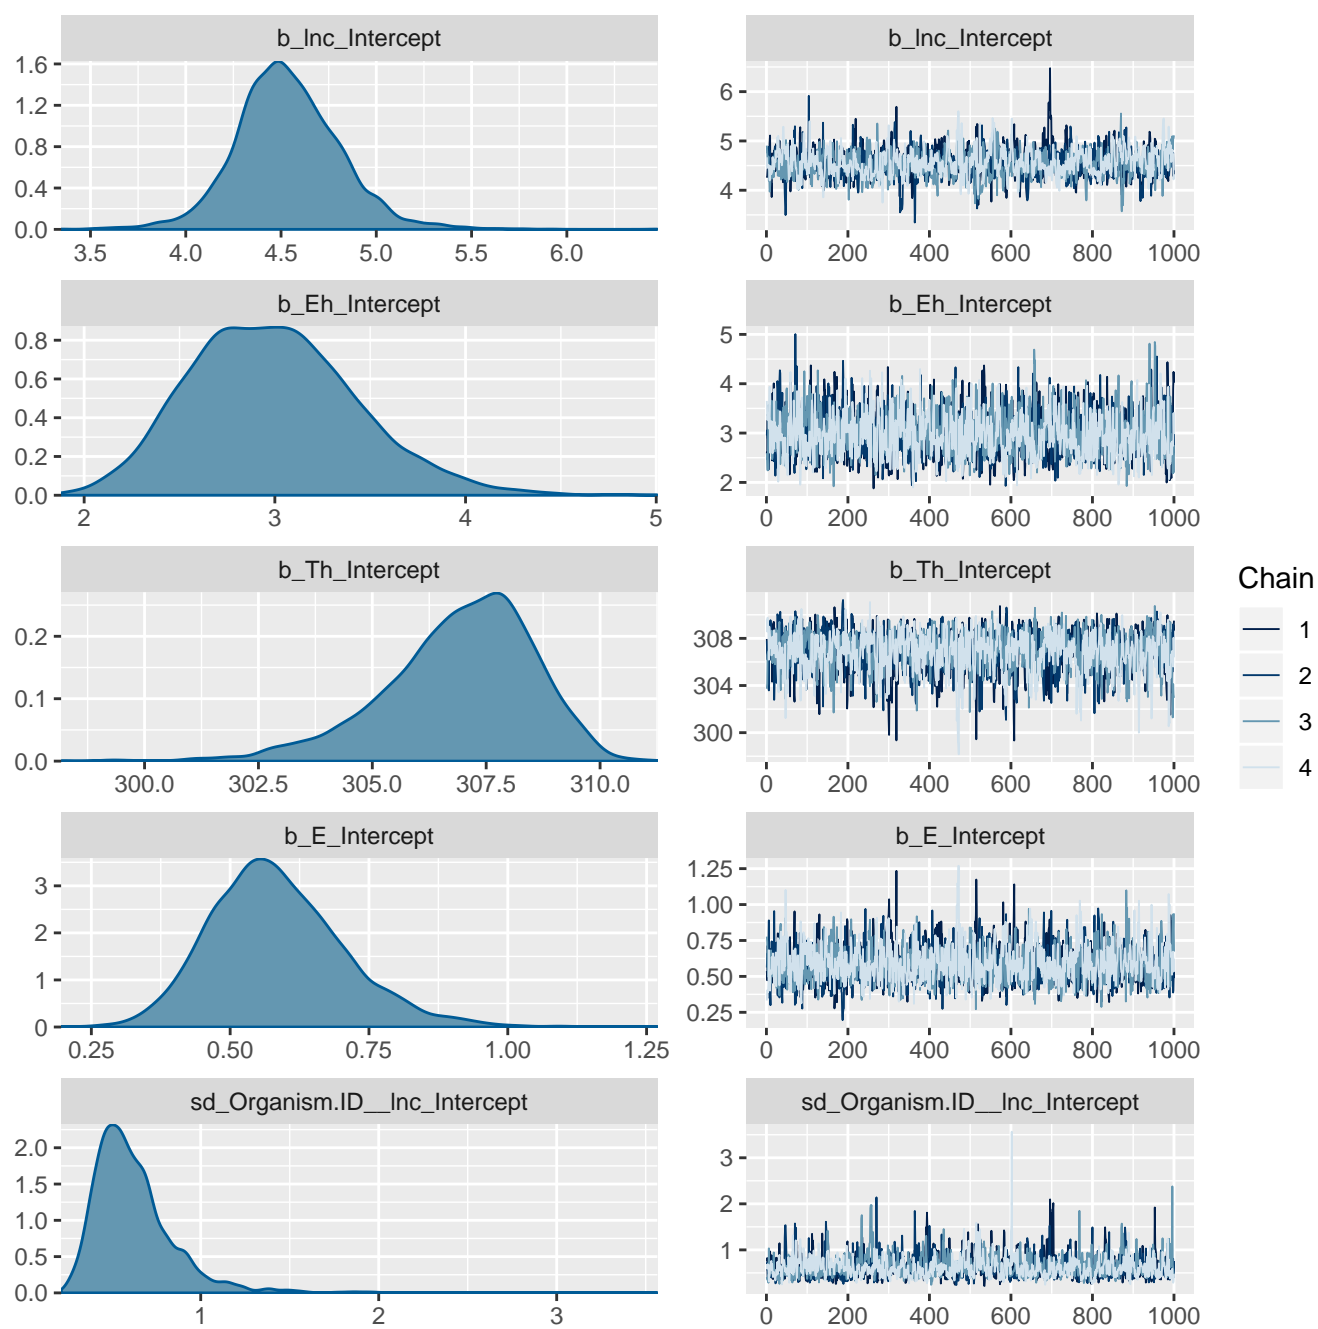 b_lnc_Intercept
1.6
1.2
0.8
0.4
0.0
3.5 4.0 4.5 5.0 5.5 6.0
b_lnc_Intercept
6
5
4
0 200 400 600 800 1000
b_Eh_Intercept
0.8
0.6
0.4
0.2
0.0
2 3 4 5
b_Eh_Intercept
5
4
3
2
0 200 400 600 800 1000
b_Th_Intercept
0.2
0.1
0.0
300.0 302.5 305.0 307.5 310.0
b_Th_Intercept
308
304
300
0 200 400 600 800 1000
b_E_Intercept
3
2
1
0
0.25 0.50 0.75 1.00 1.25
b_E_Intercept
1.25
1.00
0.75
0.50
0.25
0 200 400 600 800 1000
sd_Organism.ID__lnc_Intercept
2.0
1.5
1.0
0.5
0.0
1 2 3
sd_Organism.ID__lnc_Intercept
3
2
1
0 200 400 600 800 1000
Chain
1
2
3
4